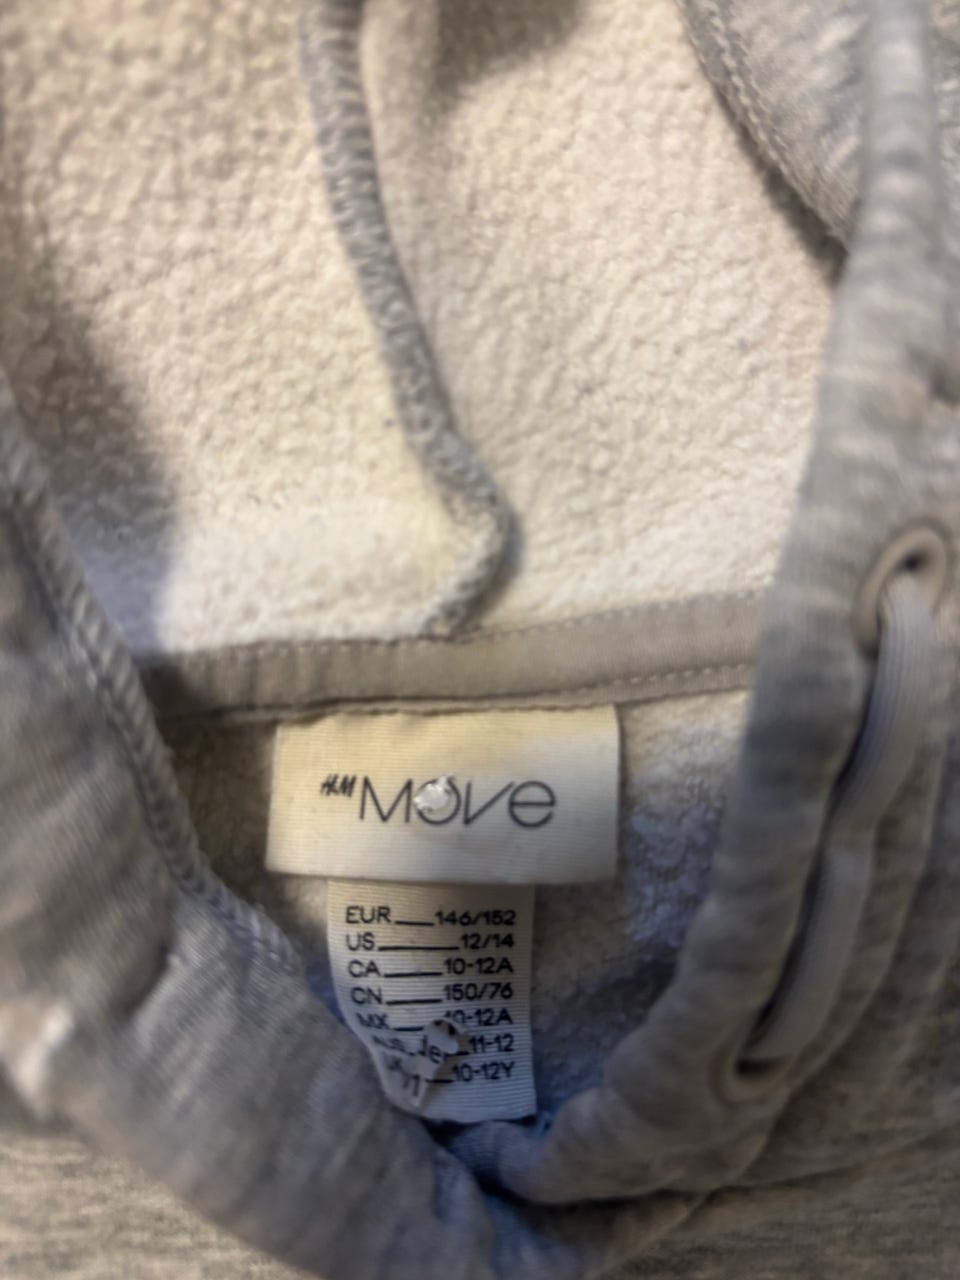 H&M Move
EUR 146/152
US 12/14
CA 10-12A
CN 150/76
MX 10-12A
AUS 11-12
10-12Y